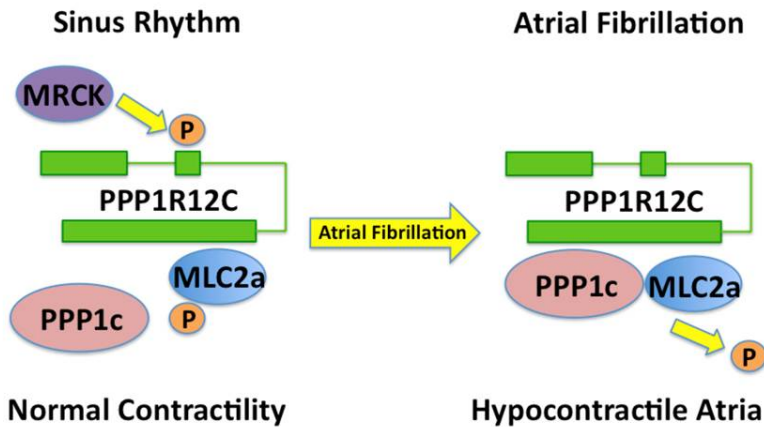 Sinus Rhythm
Atrial Fibrillation
MRCK
P
PPP1R12C
PPP1R12C
Atrial Fibrillation
MLC2a
PPP1c
P
PPP1c
MLC2a
P
Normal Contractility
Hypocontractile Atria